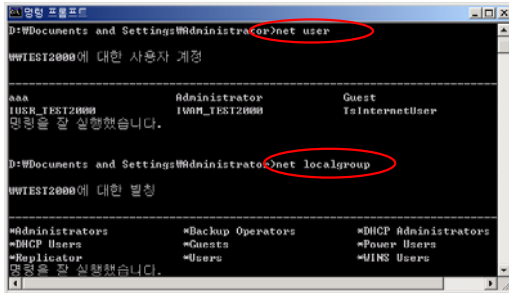 명령 프롬프트
D:₩Documents and Settings₩Administrator>net user
₩₩TEST2000에 대한 사용자 계정
aaa Administrator Guest
IUSR_TEST2000 IWAM_TEST2000 TsInternetUser
명령을 잘 실행했습니다.
D:₩Documents and Settings₩Administrator>net localgroup
₩₩TEST2000에 대한 별칭
*Administrators *Backup Operators *DHCP Administrators
*DHCP Users *Guests *Power Users
*Replicator *Users *WINS Users
명령을 잘 실행했습니다.